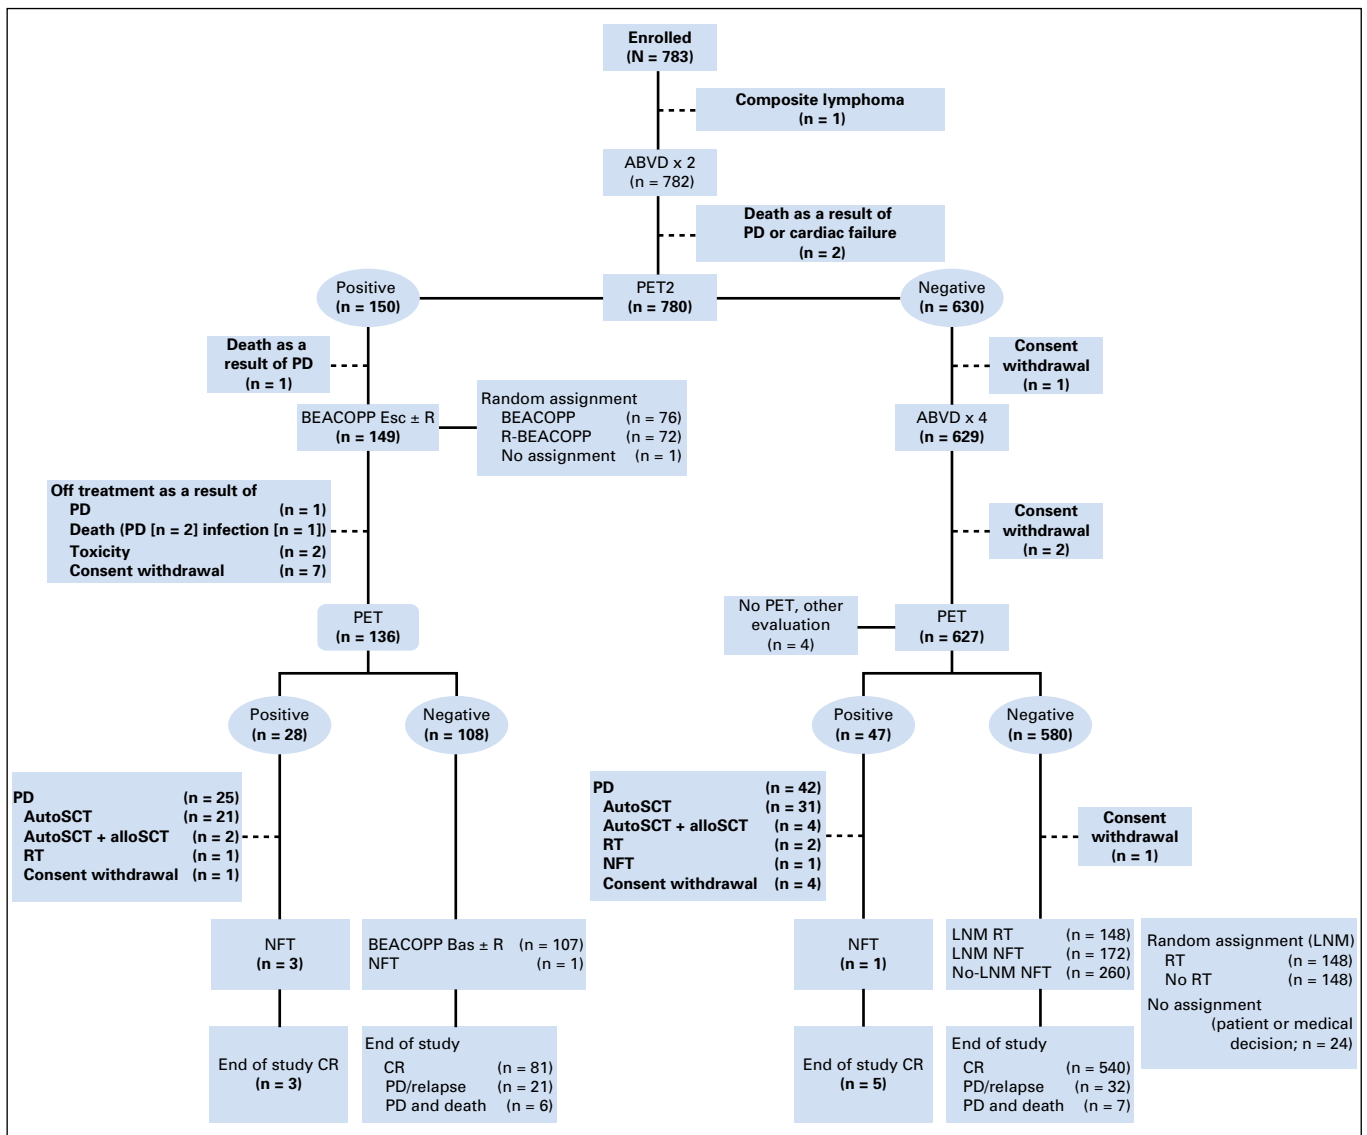 Enrolled
(N = 783)
Composite lymphoma
(n = 1)
ABVD x 2
(n = 782)
Death as a result of
PD or cardiac failure
(n = 2)
Positive
(n = 150)
PET2
(n = 780)
Negative
(n = 630)
Death as a
result of PD
(n = 1)
Consent
withdrawal
(n = 1)
BEACOPP Esc ± R
(n = 149)
Random assignment
BEACOPP (n = 76)
R-BEACOPP (n = 72)
No assignment (n = 1)
ABVD x 4
(n = 629)
Off treatment as a result of
PD (n = 1)
Death (PD [n = 2] infection [n = 1])
Toxicity (n = 2)
Consent withdrawal (n = 7)
Consent
withdrawal
(n = 2)
PET
(n = 136)
No PET, other
evaluation
(n = 4)
PET
(n = 627)
Positive
(n = 28)
Negative
(n = 108)
Positive
(n = 47)
Negative
(n = 580)
PD (n = 25)
AutoSCT (n = 21)
AutoSCT + alloSCT (n = 2)
RT (n = 1)
Consent withdrawal (n = 1)
PD (n = 42)
AutoSCT (n = 31)
AutoSCT + alloSCT (n = 4)
RT (n = 2)
NFT (n = 1)
Consent withdrawal (n = 4)
Consent
withdrawal
(n = 1)
NFT
(n = 3)
BEACOPP Bas ± R (n = 107)
NFT (n = 1)
NFT
(n = 1)
LNM RT (n = 148)
LNM NFT (n = 172)
No-LNM NFT (n = 260)
Random assignment (LNM)
RT (n = 148)
No RT (n = 148)
No assignment
(patient or medical
decision; n = 24)
End of study CR
(n = 3)
End of study
CR (n = 81)
PD/relapse (n = 21)
PD and death (n = 6)
End of study CR
(n = 5)
End of study
CR (n = 540)
PD/relapse (n = 32)
PD and death (n = 7)